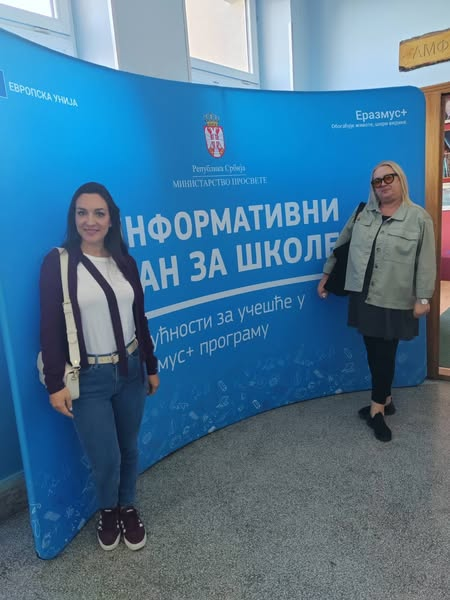 ЕВРОПСКА УНИЈА
Еразмус+
Обогаћује животе, шири видике.
Република Србија
МИНИСТАРСТВО ПРОСВЕТЕ
НФОРМАТИВНИ
АН ЗА ШКОЛЕ
ућности за учешће у
мус+ програму